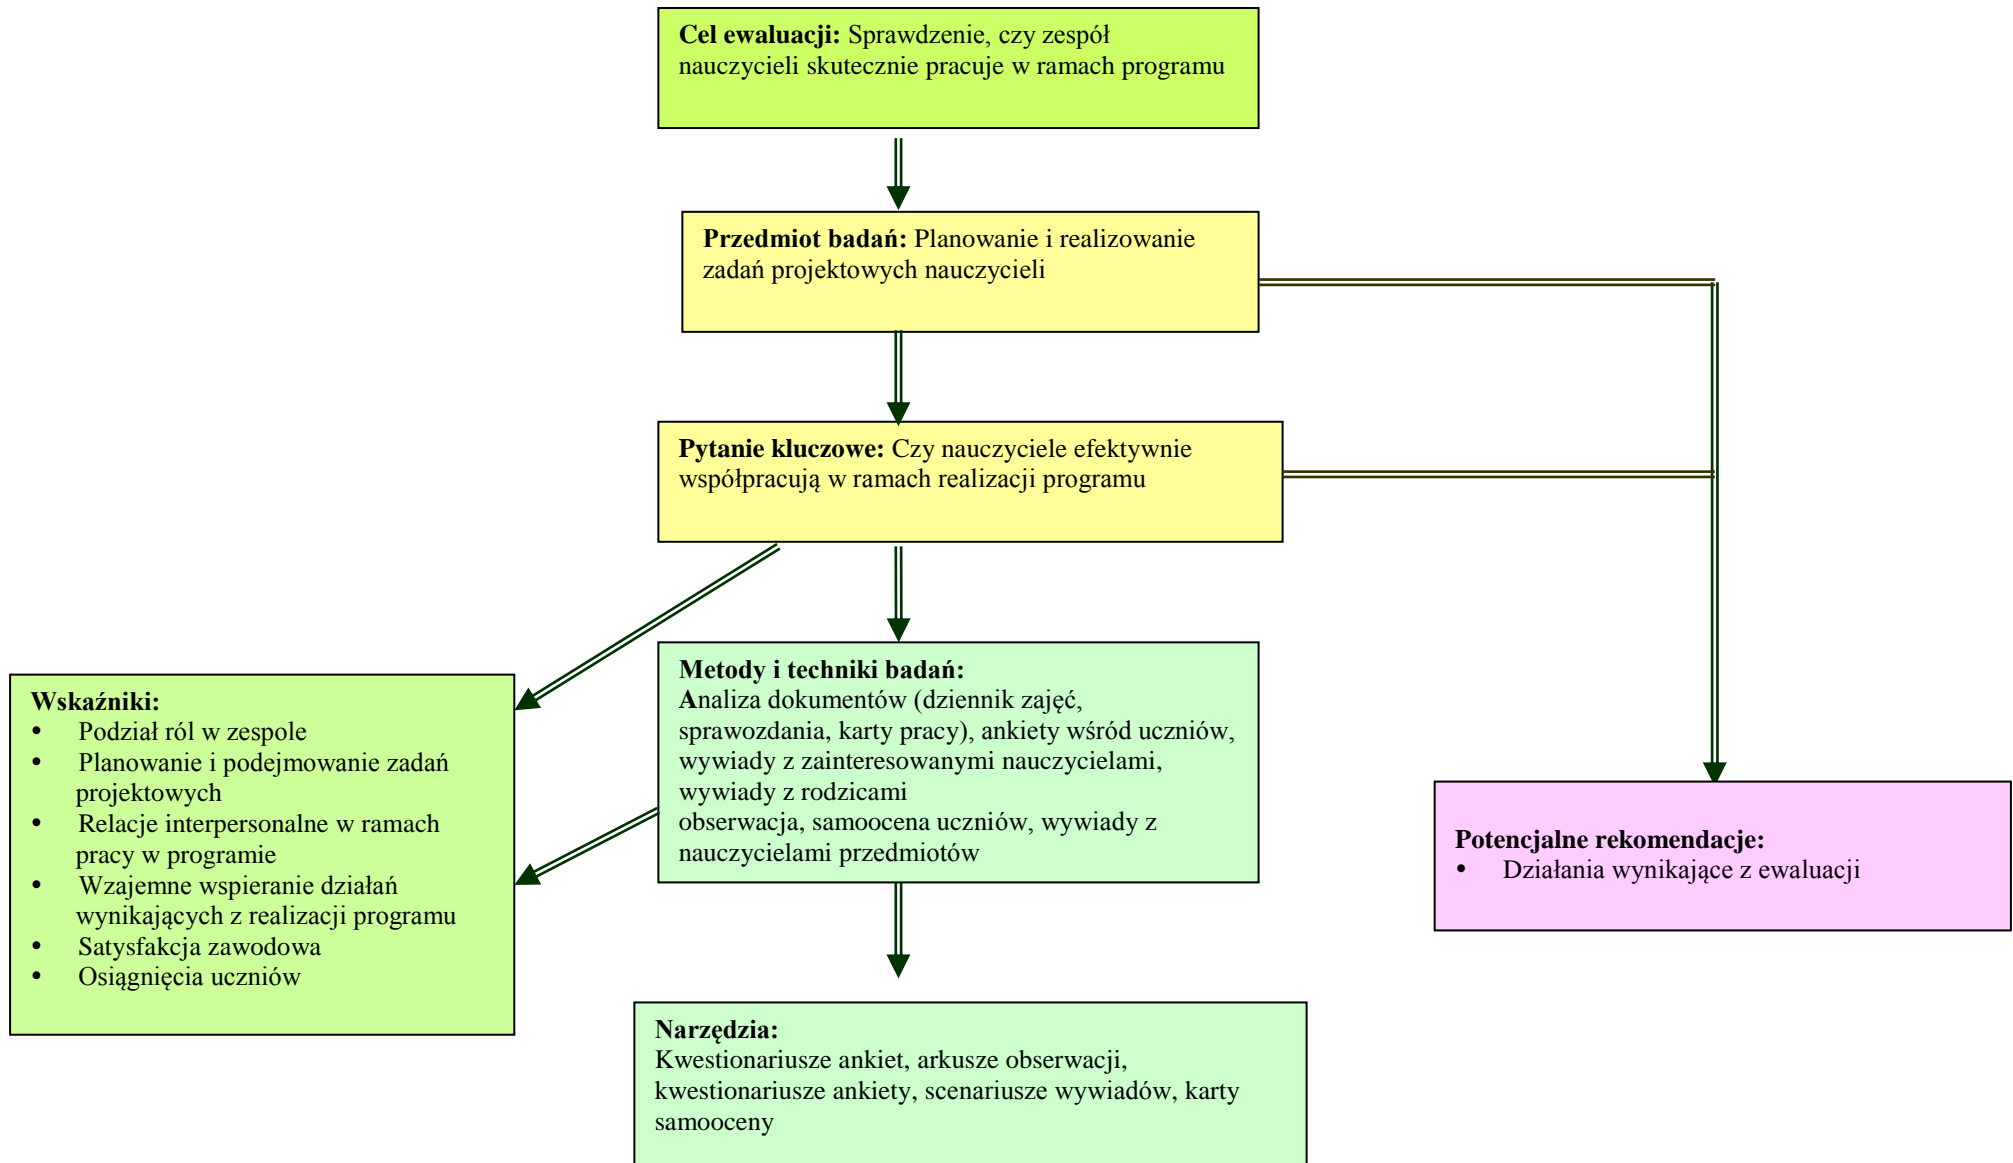 Cel ewaluacji: Sprawdzenie, czy zespół
nauczycieli skutecznie pracuje w ramach programu
Przedmiot badań: Planowanie i realizowanie
zadań projektowych nauczycieli
Pytanie kluczowe: Czy nauczyciele efektywnie
współpracują w ramach realizacji programu
Wskaźniki:
• Podział ról w zespole
• Planowanie i podejmowanie zadań
projektowych
• Relacje interpersonalne w ramach
pracy w programie
• Wzajemne wspieranie działań
wynikających z realizacji programu
• Satysfakcja zawodowa
• Osiągnięcia uczniów
Metody i techniki badań:
Analiza dokumentów (dziennik zajęć,
sprawozdania, karty pracy), ankiety wśród uczniów,
wywiady z zainteresowanymi nauczycielami,
wywiady z rodzicami
obserwacja, samoocena uczniów, wywiady z
nauczycielami przedmiotów
Potencjalne rekomendacje:
• Działania wynikające z ewaluacji
Narzędzia:
Kwestionariusze ankiet, arkusze obserwacji,
kwestionariusze ankiety, scenariusze wywiadów, karty
samooceny